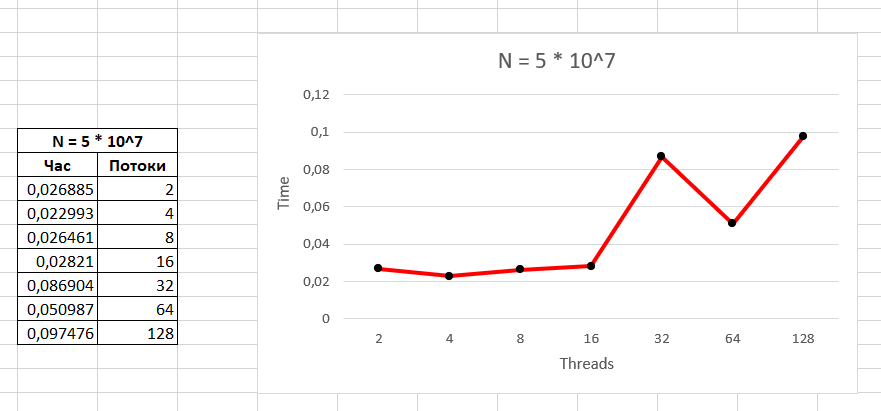 N = 5 * 10^7
Час Потоки
0,026885 2
0,022993 4
0,026461 8
0,02821 16
0,086904 32
0,050987 64
0,097476 128
N = 5 * 10^7
0,12
0,1
0,08
0,06
0,04
0,02
0
Time
2 4 8 16 32 64 128
Threads